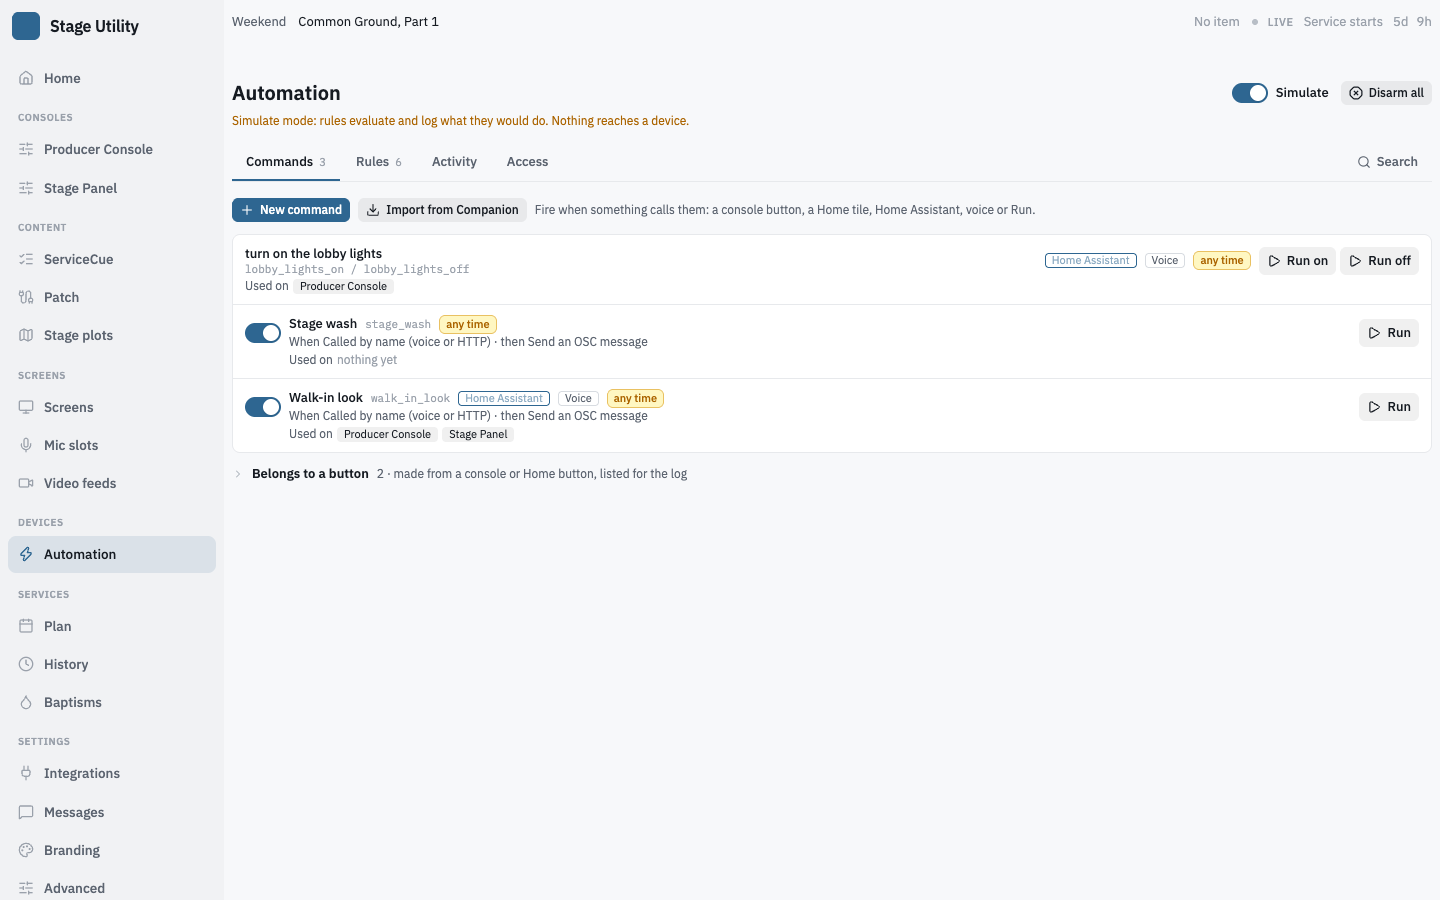 Stage Utility
Weekend Common Ground, Part 1
No item LIVE Service starts 5d 9h
Home
CONSOLES
Producer Console
Stage Panel
CONTENT
ServiceCue
Patch
Stage plots
SCREENS
Screens
Mic slots
Video feeds
DEVICES
Automation
SERVICES
Plan
History
Baptisms
SETTINGS
Integrations
Messages
Branding
Advanced
Automation
Simulate Disarm all
Simulate mode: rules evaluate and log what they would do. Nothing reaches a device.
Commands 3 Rules 6 Activity Access Search
New command Import from Companion Fire when something calls them: a console button, a Home tile, Home Assistant, voice or Run.
turn on the lobby lights
lobby_lights_on / lobby_lights_off
Used on Producer Console
Home Assistant Voice any time Run on Run off
Stage wash stage_wash any time
When Called by name (voice or HTTP) · then Send an OSC message
Used on nothing yet
Run
Walk-in look walk_in_look Home Assistant Voice any time
When Called by name (voice or HTTP) · then Send an OSC message
Used on Producer Console Stage Panel
Run
Belongs to a button 2 · made from a console or Home button, listed for the log